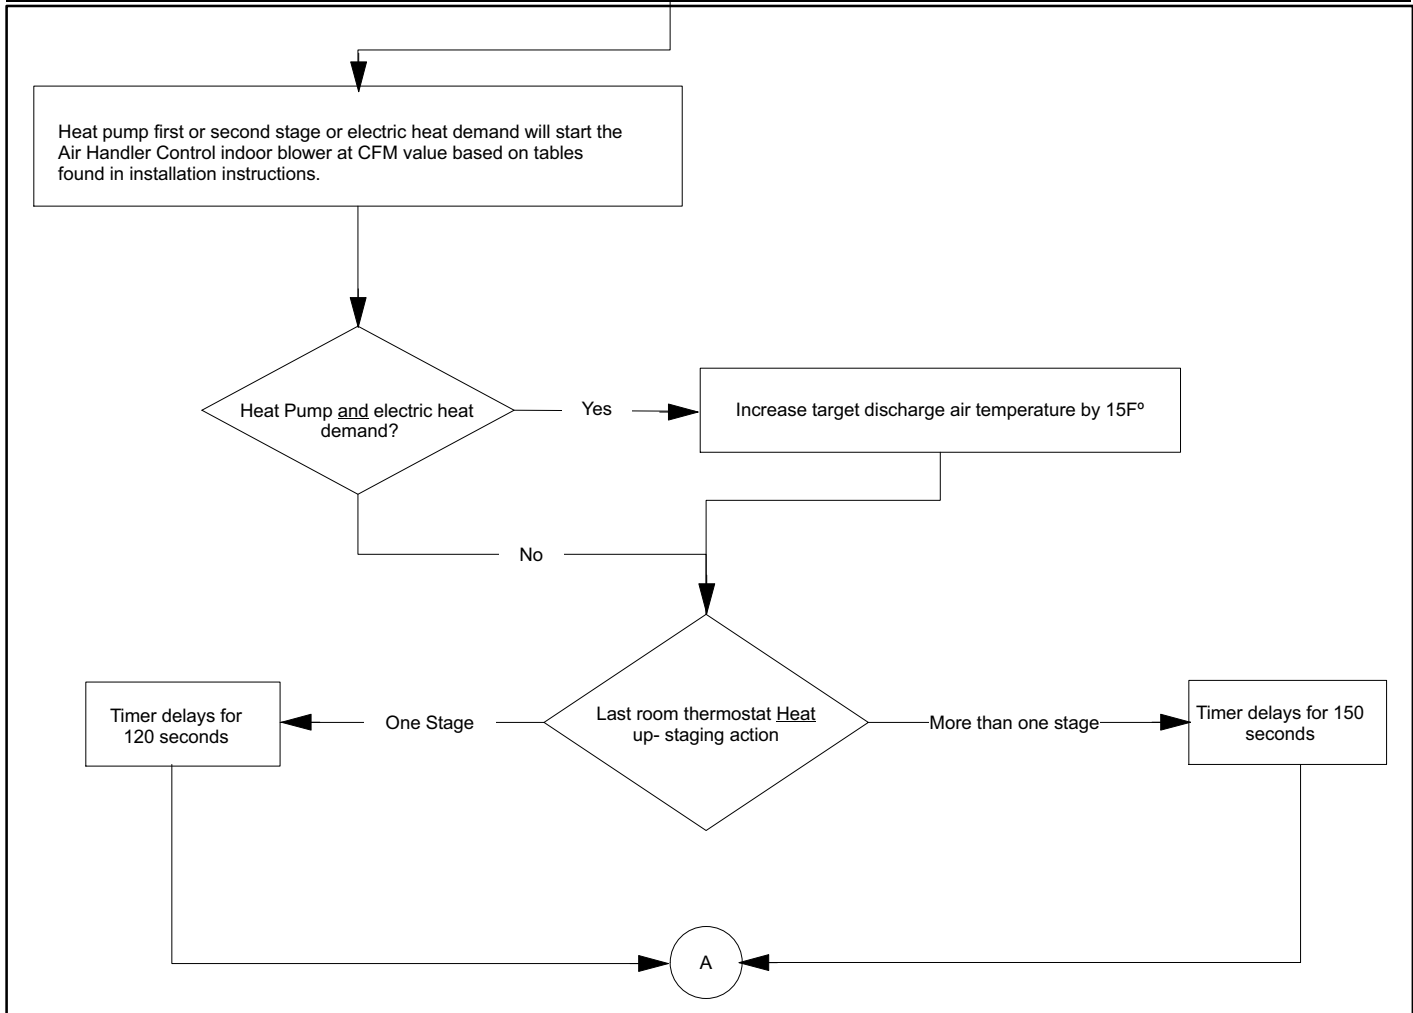 Heat pump first or second stage or electric heat demand will start the
Air Handler Control indoor blower at CFM value based on tables
found in installation instructions.
Heat Pump and electric heat
demand?
Yes
Increase target discharge air temperature by 15Fº
No
Last room thermostat Heat
up- staging action
One Stage
Timer delays for
120 seconds
More than one stage
Timer delays for 150
seconds
A